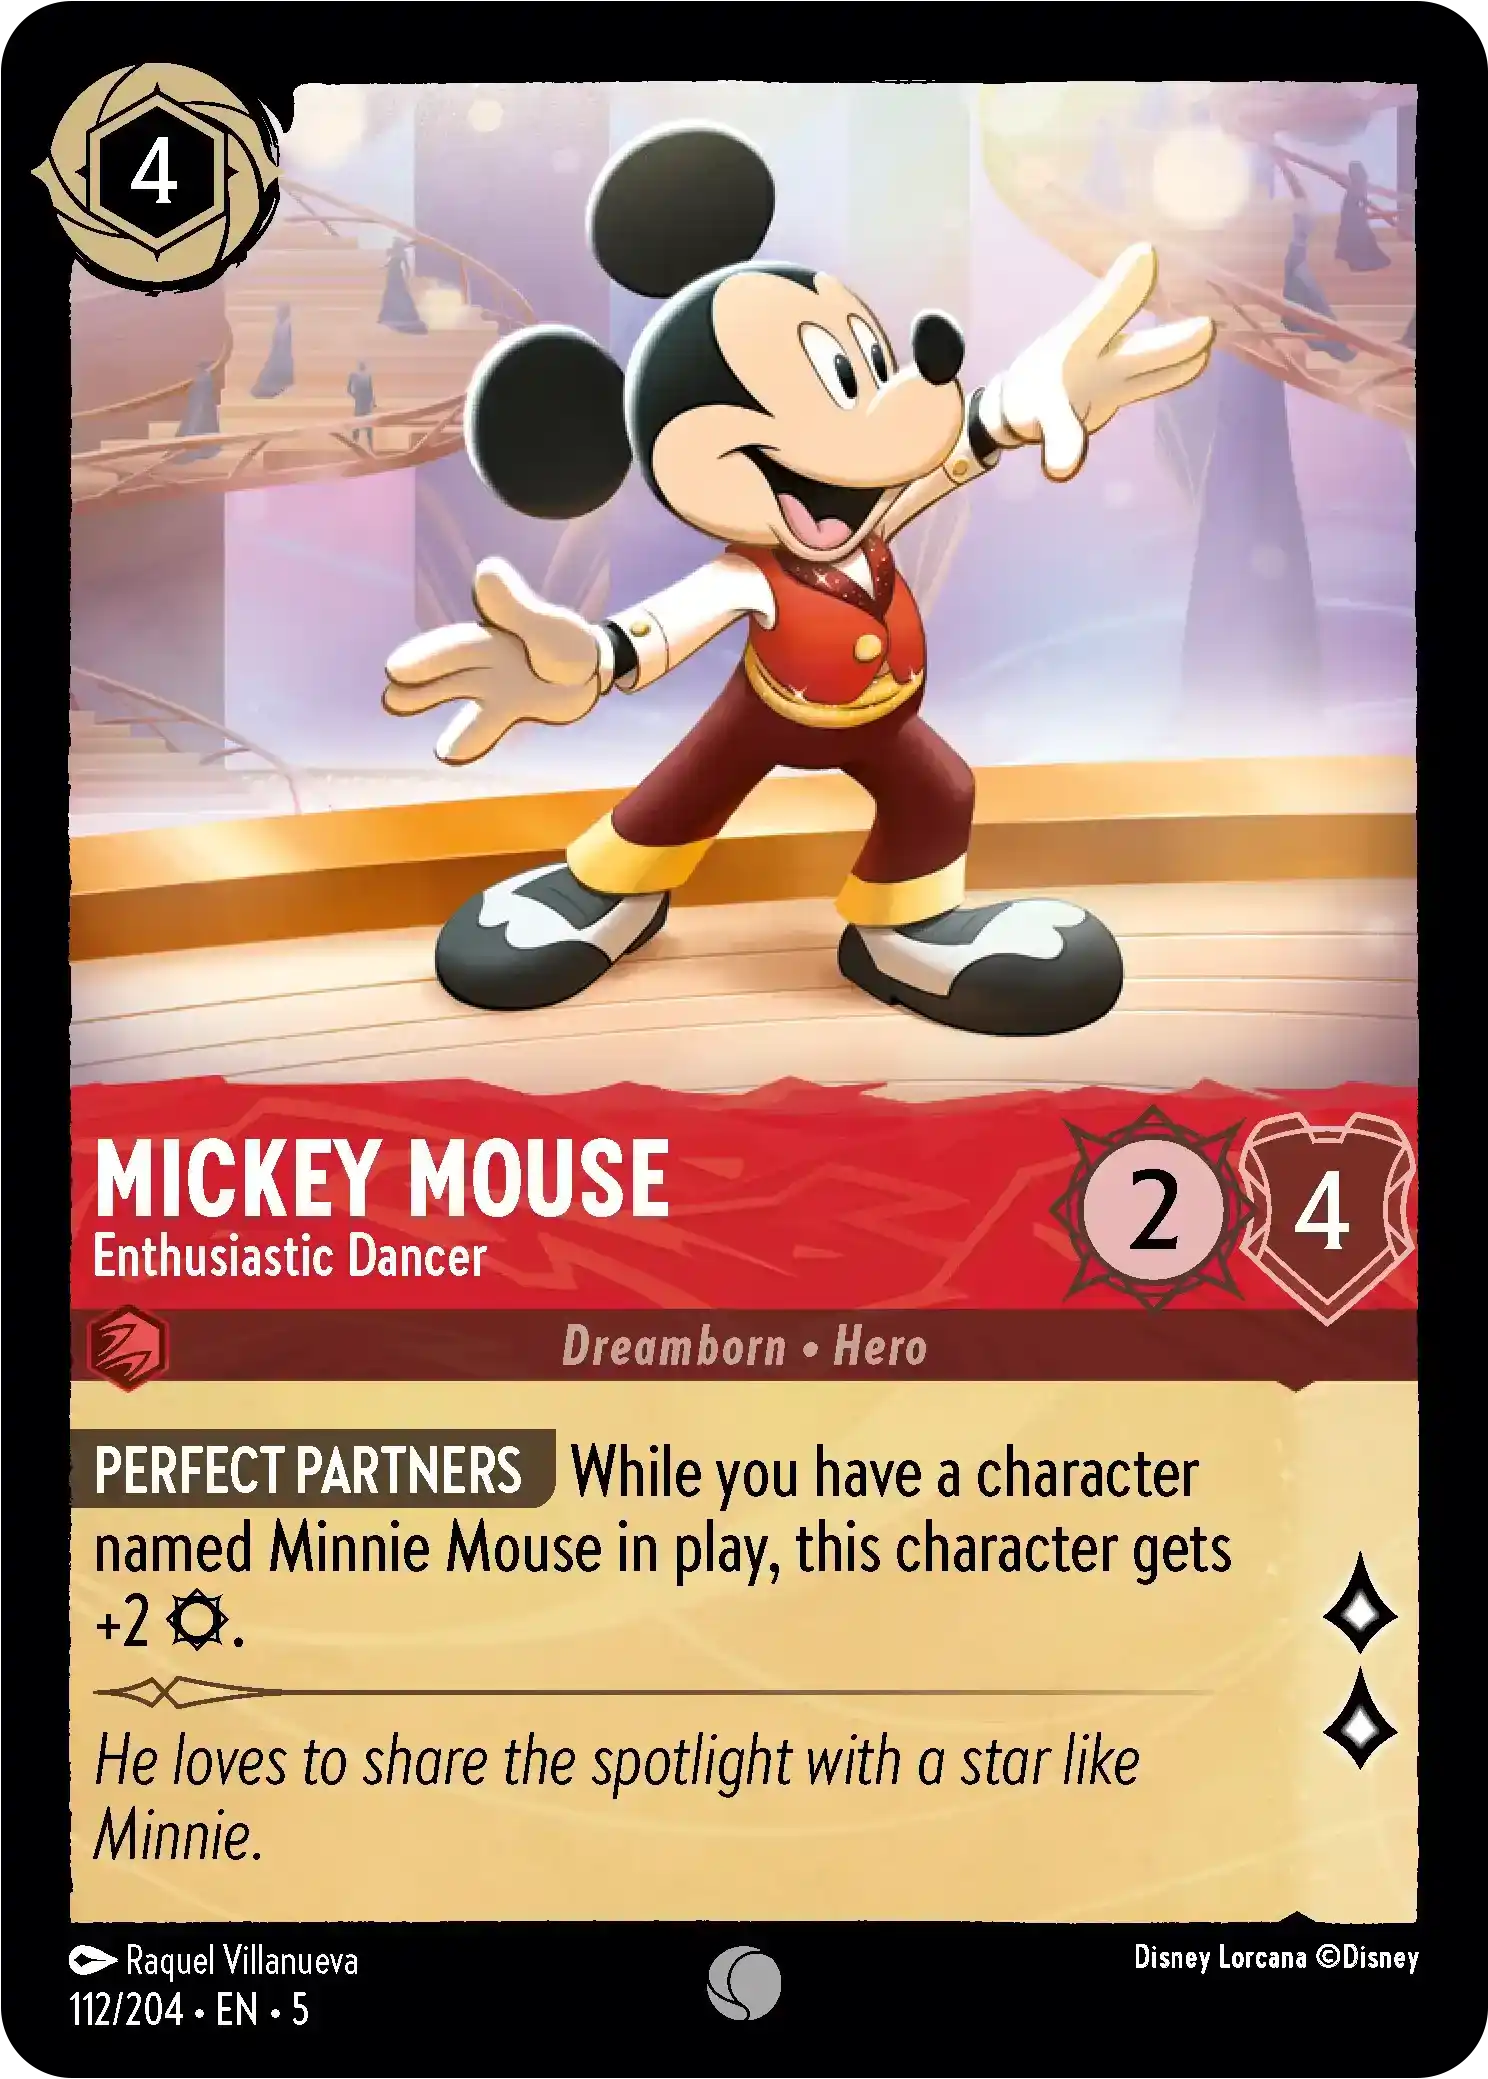 4
MICKEY MOUSE
Enthusiastic Dancer
2
4
Dreamborn • Hero
PERFECT PARTNERS While you have a character
named Minnie Mouse in play, this character gets
+2 .
He loves to share the spotlight with a star like
Minnie.
Raquel Villanueva
Disney Lorcana ©Disney
112/204 • EN • 5